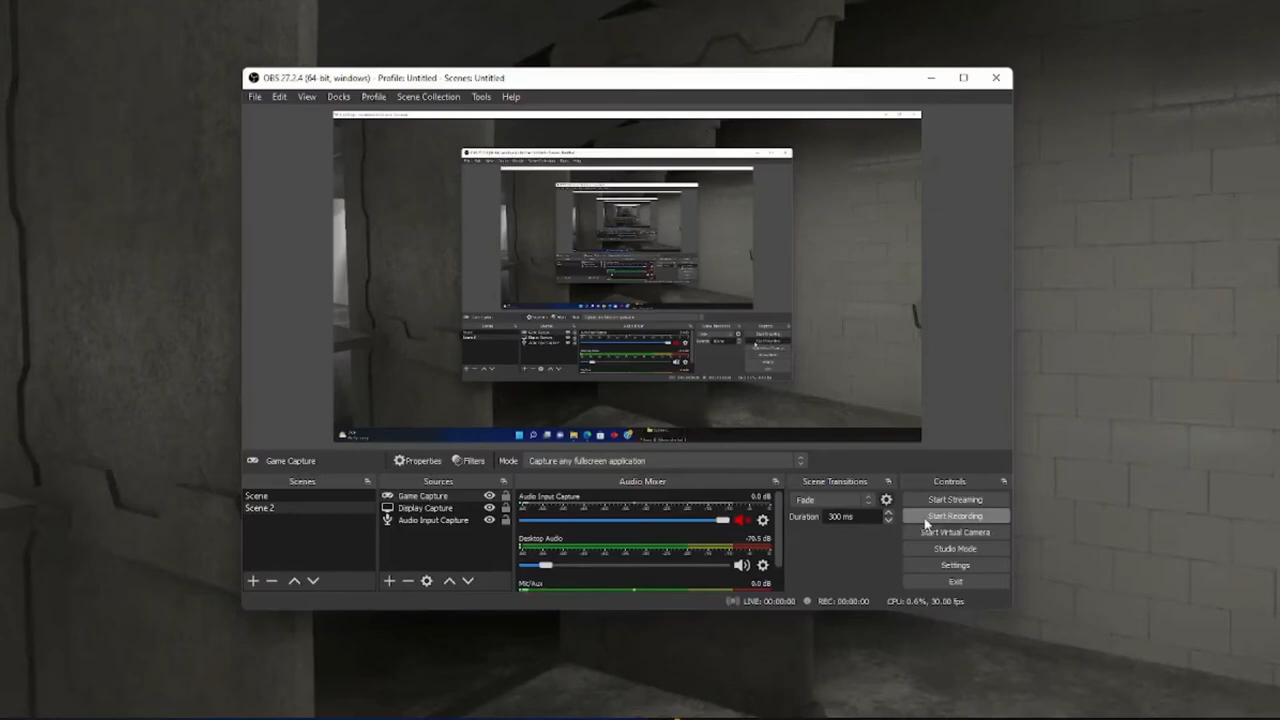 OBS 27.2.4 (64-bit, windows) - Profile: Untitled - Scenes: Untitled
File Edit View Docks Profile Scene Collection Tools Help
Game Capture Properties Filters Mode Capture any fullscreen application
Scenes
Scene
Scene 2
Sources
Game Capture
Display Capture
Audio Input Capture
Audio Mixer
Audio Input Capture 0.0 dB
Desktop Audio -70.5 dB
Mic/Aux 0.0 dB
Scene Transitions
Fade
Duration 300 ms
Controls
Start Streaming
Start Recording
Start Virtual Camera
Studio Mode
Settings
Exit
LIVE: 00:00:00 REC: 00:00:00 CPU: 0.6%, 30.00 fps